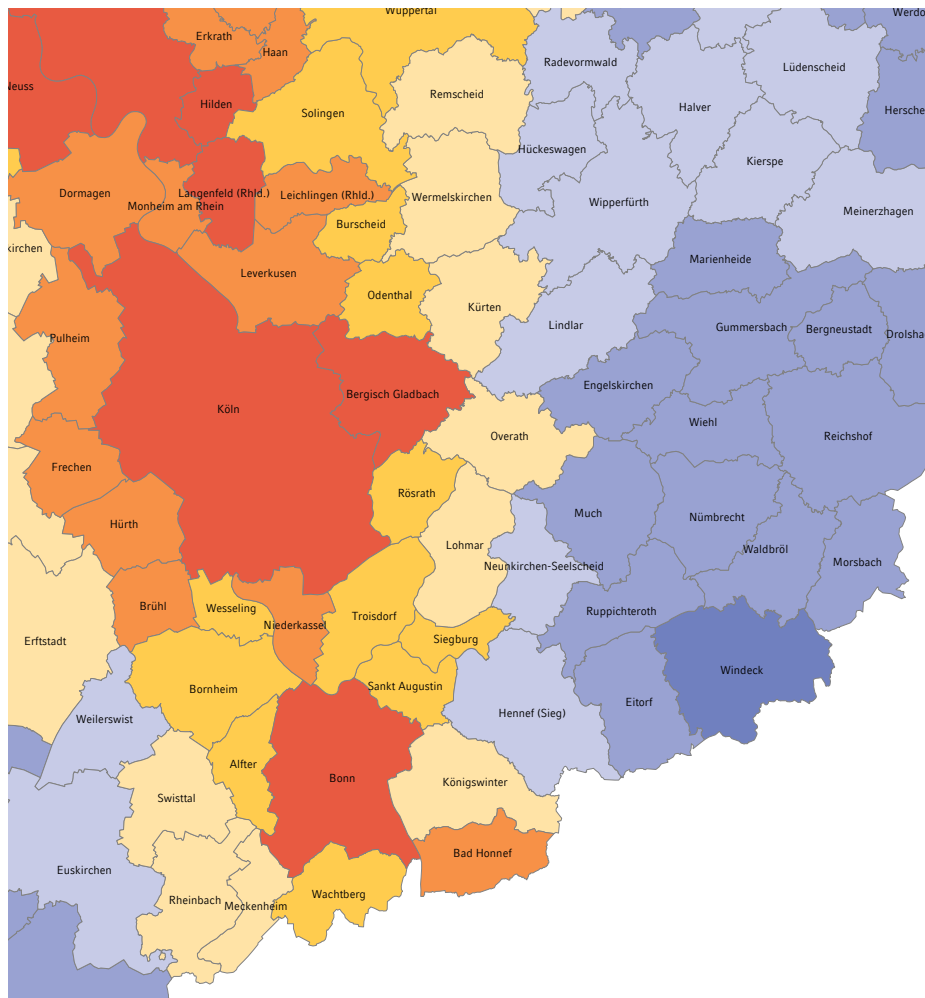 Wuppertal
Werdo
Erkrath
Haan
Radevormwald
Lüdenscheid
Neuss
Remscheid
Hilden
Solingen
Halver
Hersche
Hückeswagen
Kierspe
Dormagen
Langenfeld (Rhld.)
Leichlingen (Rhld.)
Wermelskirchen
Monheim am Rhein
Wipperfürth
Meinerzhagen
Burscheid
kirchen
Marienheide
Leverkusen
Odenthal
Kürten
Lindlar
Gummersbach
Bergneustadt
Drolsha
Pulheim
Engelskirchen
Bergisch Gladbach
Köln
Wiehl
Overath
Reichshof
Frechen
Rösrath
Much
Nümbrecht
Hürth
Lohmar
Waldbröl
Neunkirchen-Seelscheid
Morsbach
Brühl
Wesseling
Ruppichteroth
Troisdorf
Niederkassel
Siegburg
Erftstadt
Windeck
Bornheim
Sankt Augustin
Eitorf
Hennef (Sieg)
Weilerswist
Alfter
Bonn
Königswinter
Swisttal
Bad Honnef
Euskirchen
Wachtberg
Rheinbach
Meckenheim